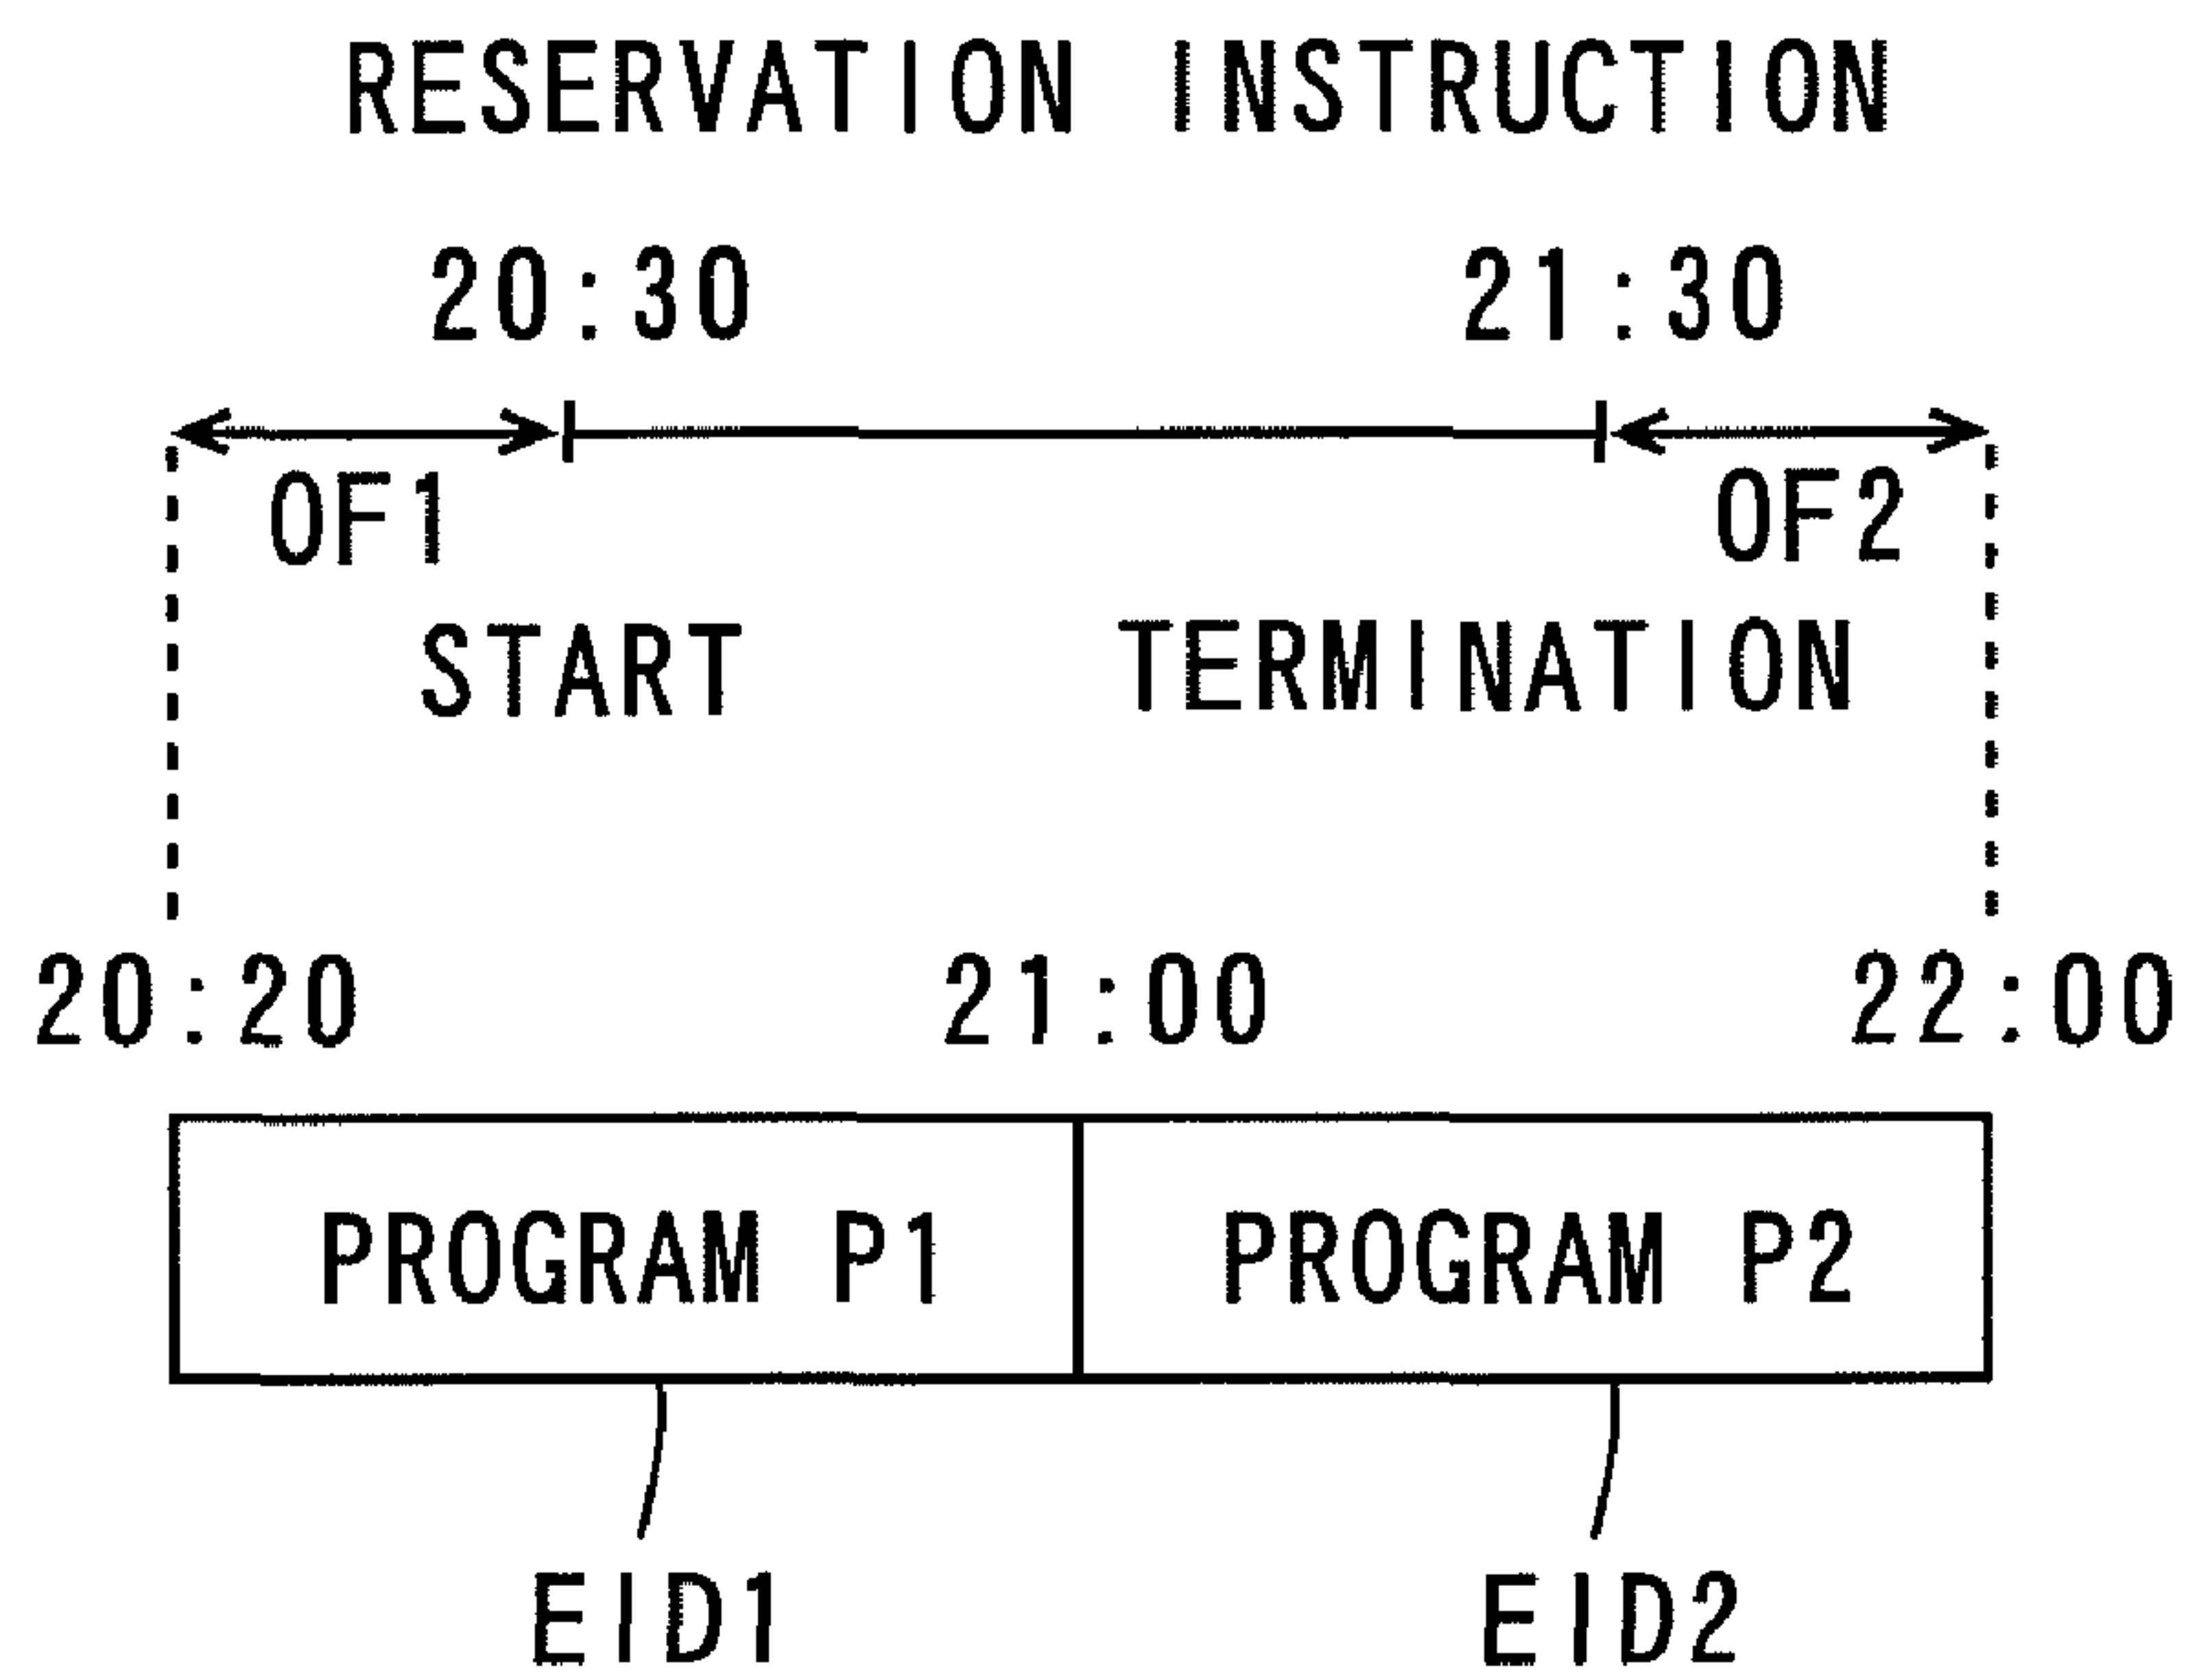 RESERVATION INSTRUCTION
20:30 21:30
OF1 OF2
START TERMINATION
20:20 21:00 22:00
PROGRAM P1 PROGRAM P2
EID1 EID2